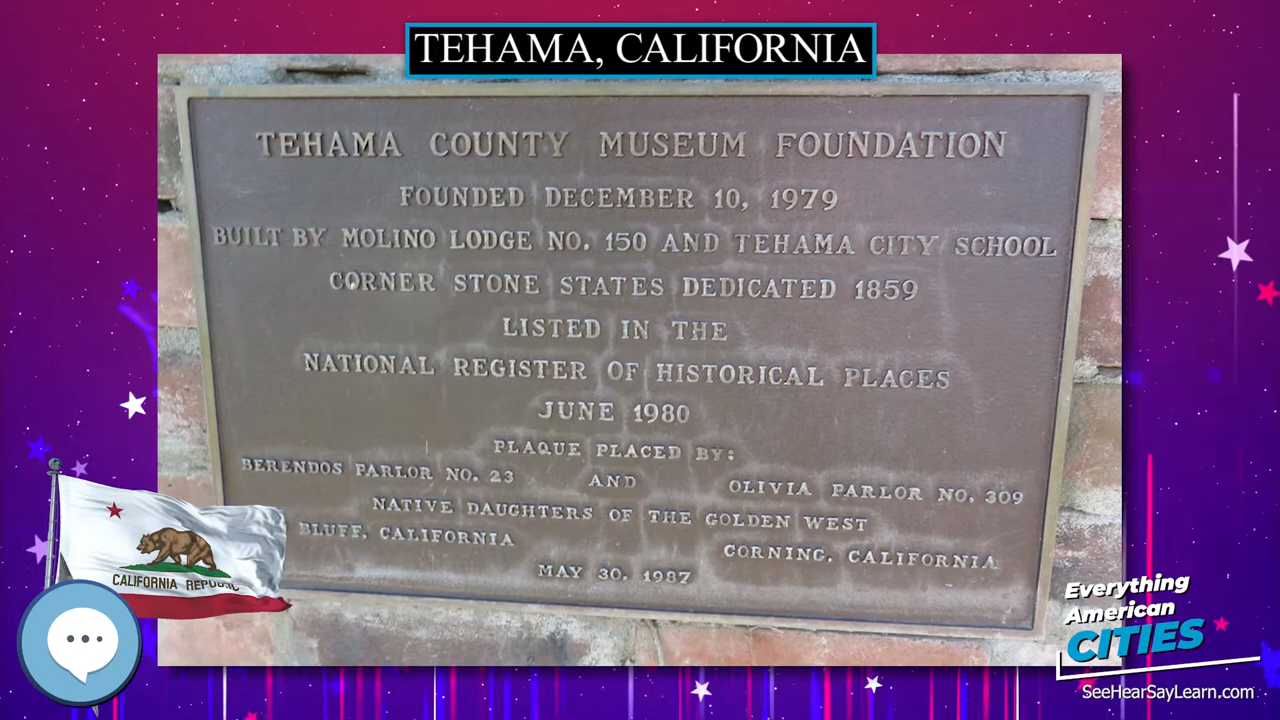 TEHAMA, CALIFORNIA
TEHAMA COUNTY MUSEUM FOUNDATION
FOUNDED DECEMBER 10, 1979
BUILT BY MOLINO LODGE NO. 150 AND TEHAMA CITY SCHOOL
CORNER STONE STATES DEDICATED 1859
LISTED IN THE
NATIONAL REGISTER OF HISTORICAL PLACES
JUNE 1980
PLAQUE PLACED BY:
BERENDOS PARLOR NO. 23 AND OLIVIA PARLOR NO. 309
NATIVE DAUGHTERS OF THE GOLDEN WEST
BLUFF, CALIFORNIA CORNING, CALIFORNIA
MAY 30, 1987
CALIFORNIA REPUBLIC
Everything
American
CITIES
SeeHearSayLearn.com